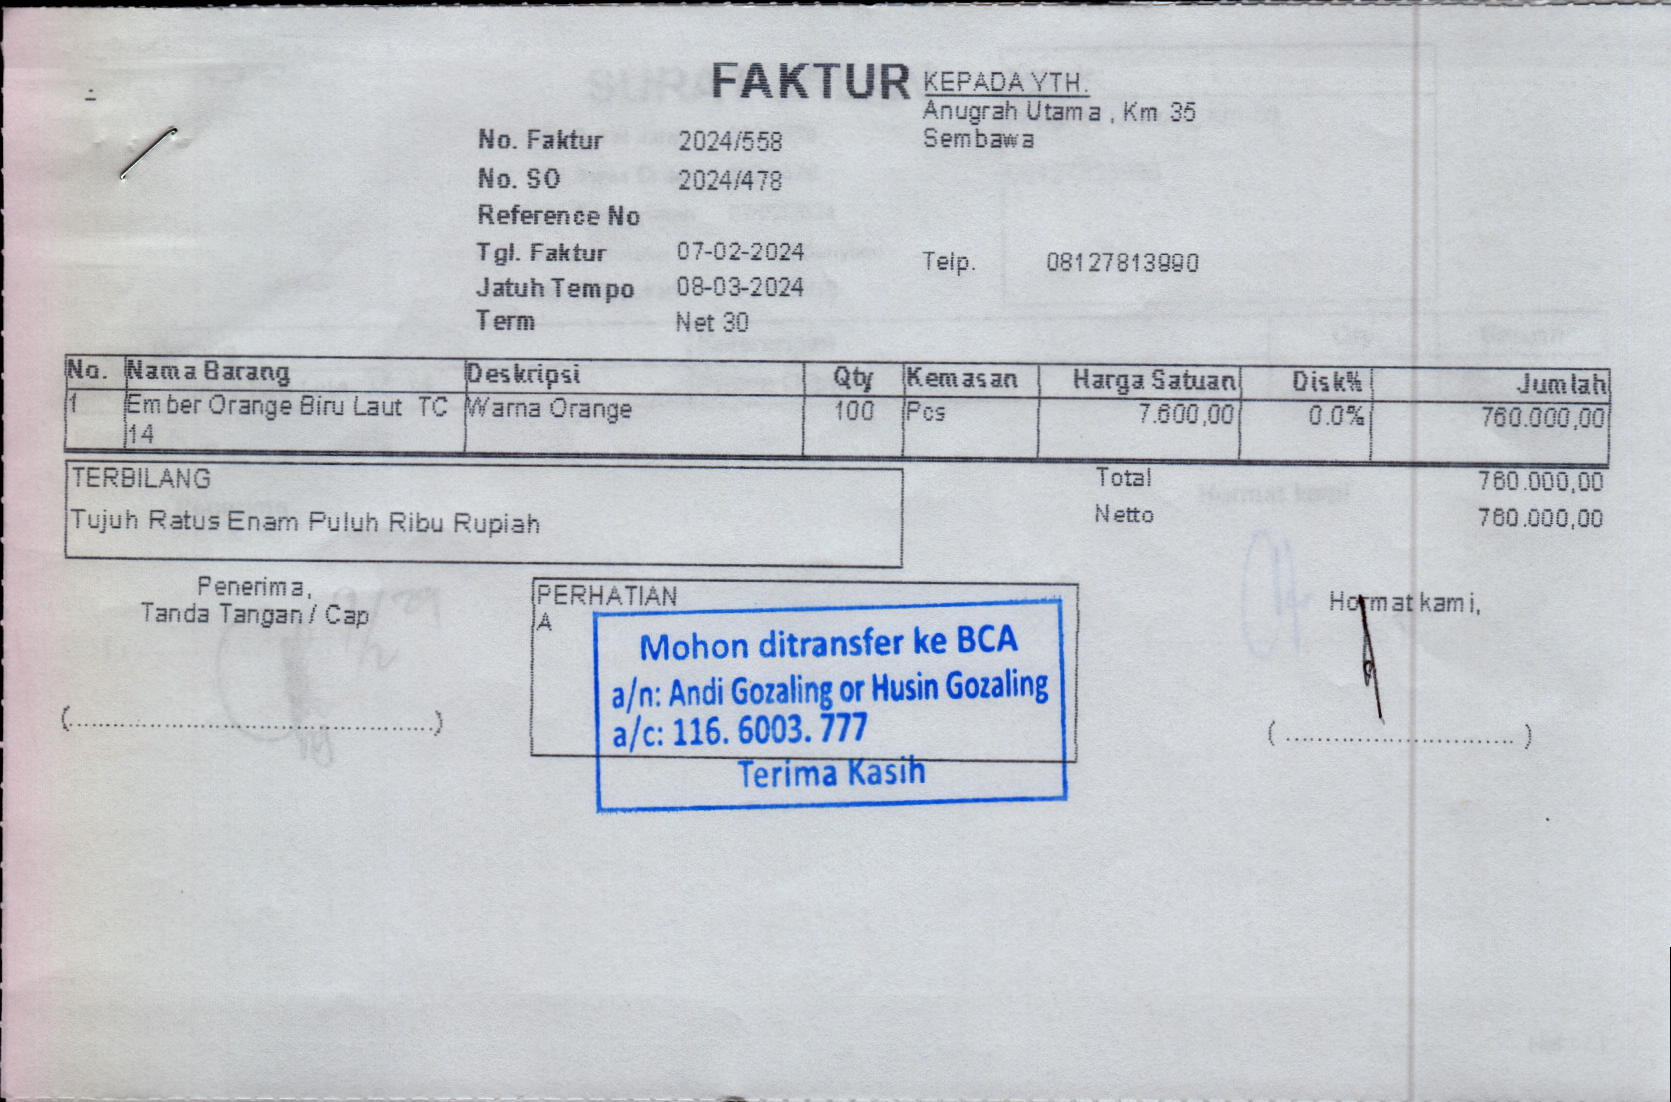 FAKTUR
KEPADA YTH.
Anugrah Utama , Km 35
Sembawa
No. Faktur 2024/558
No. SO 2024/478
Reference No
Tgl. Faktur 07-02-2024
Telp. 08127813990
Jatuh Tempo 08-03-2024
Term Net 30
No. Nama Barang Deskripsi Qty Kemasan Harga Satuan Disk% Jumlah
1 Ember Orange Biru Laut TC Warna Orange 100 Pcs 7.600,00 0.0% 760.000,00
14
TERBILANG
Total 760.000,00
Tujuh Ratus Enam Puluh Ribu Rupiah
Netto 760.000,00
Penerima,
Tanda Tangan / Cap
PERHATIAN
A
Hormat kami,
Mohon ditransfer ke BCA
a/n: Andi Gozaling or Husin Gozaling
a/c: 116. 6003. 777
Terima Kasih
(..........................................................)
( ................................ )